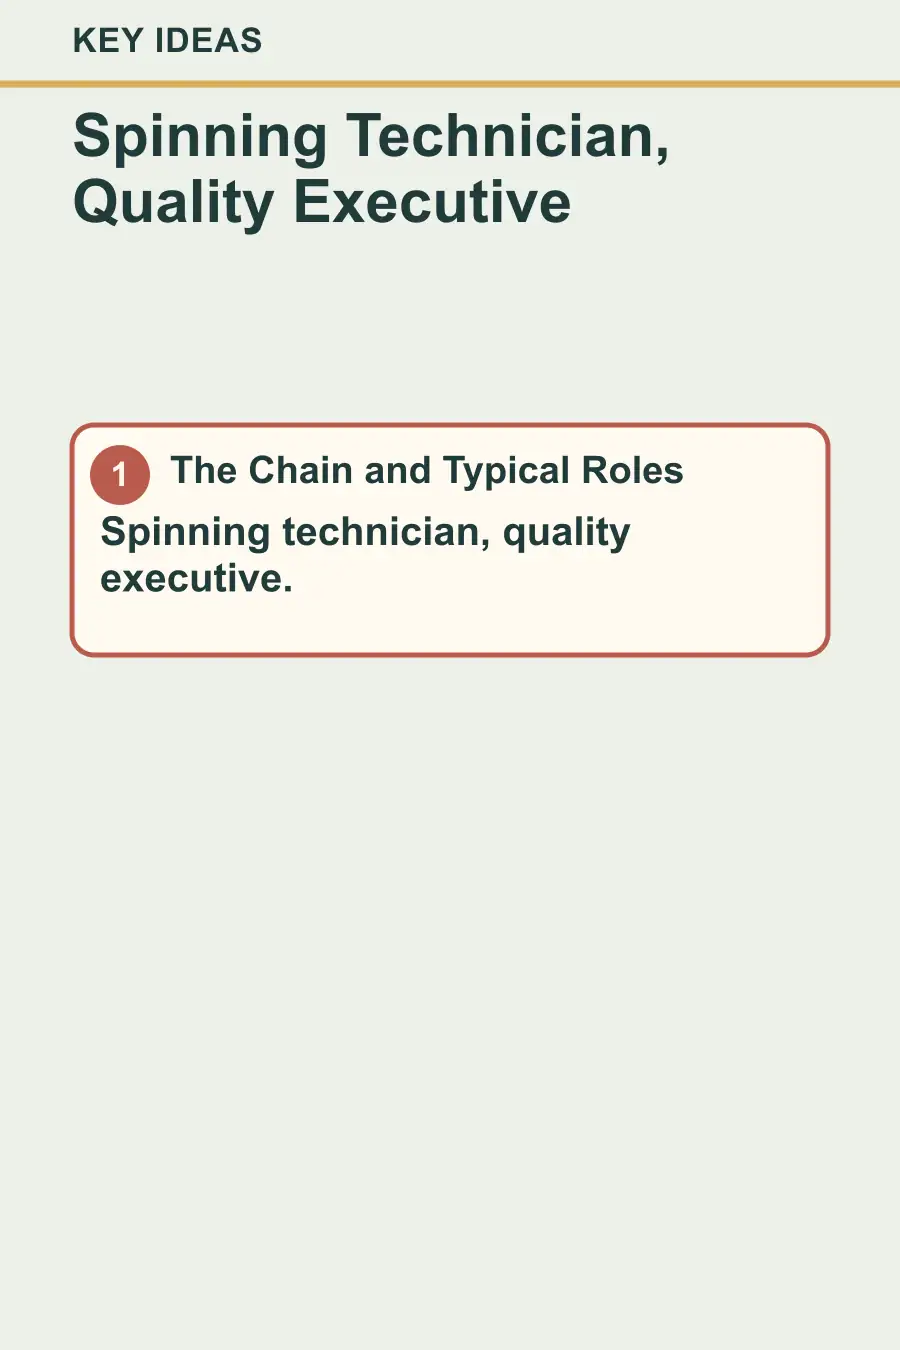 KEY IDEAS
Spinning Technician,
Quality Executive
1 The Chain and Typical Roles
Spinning technician, quality
executive.